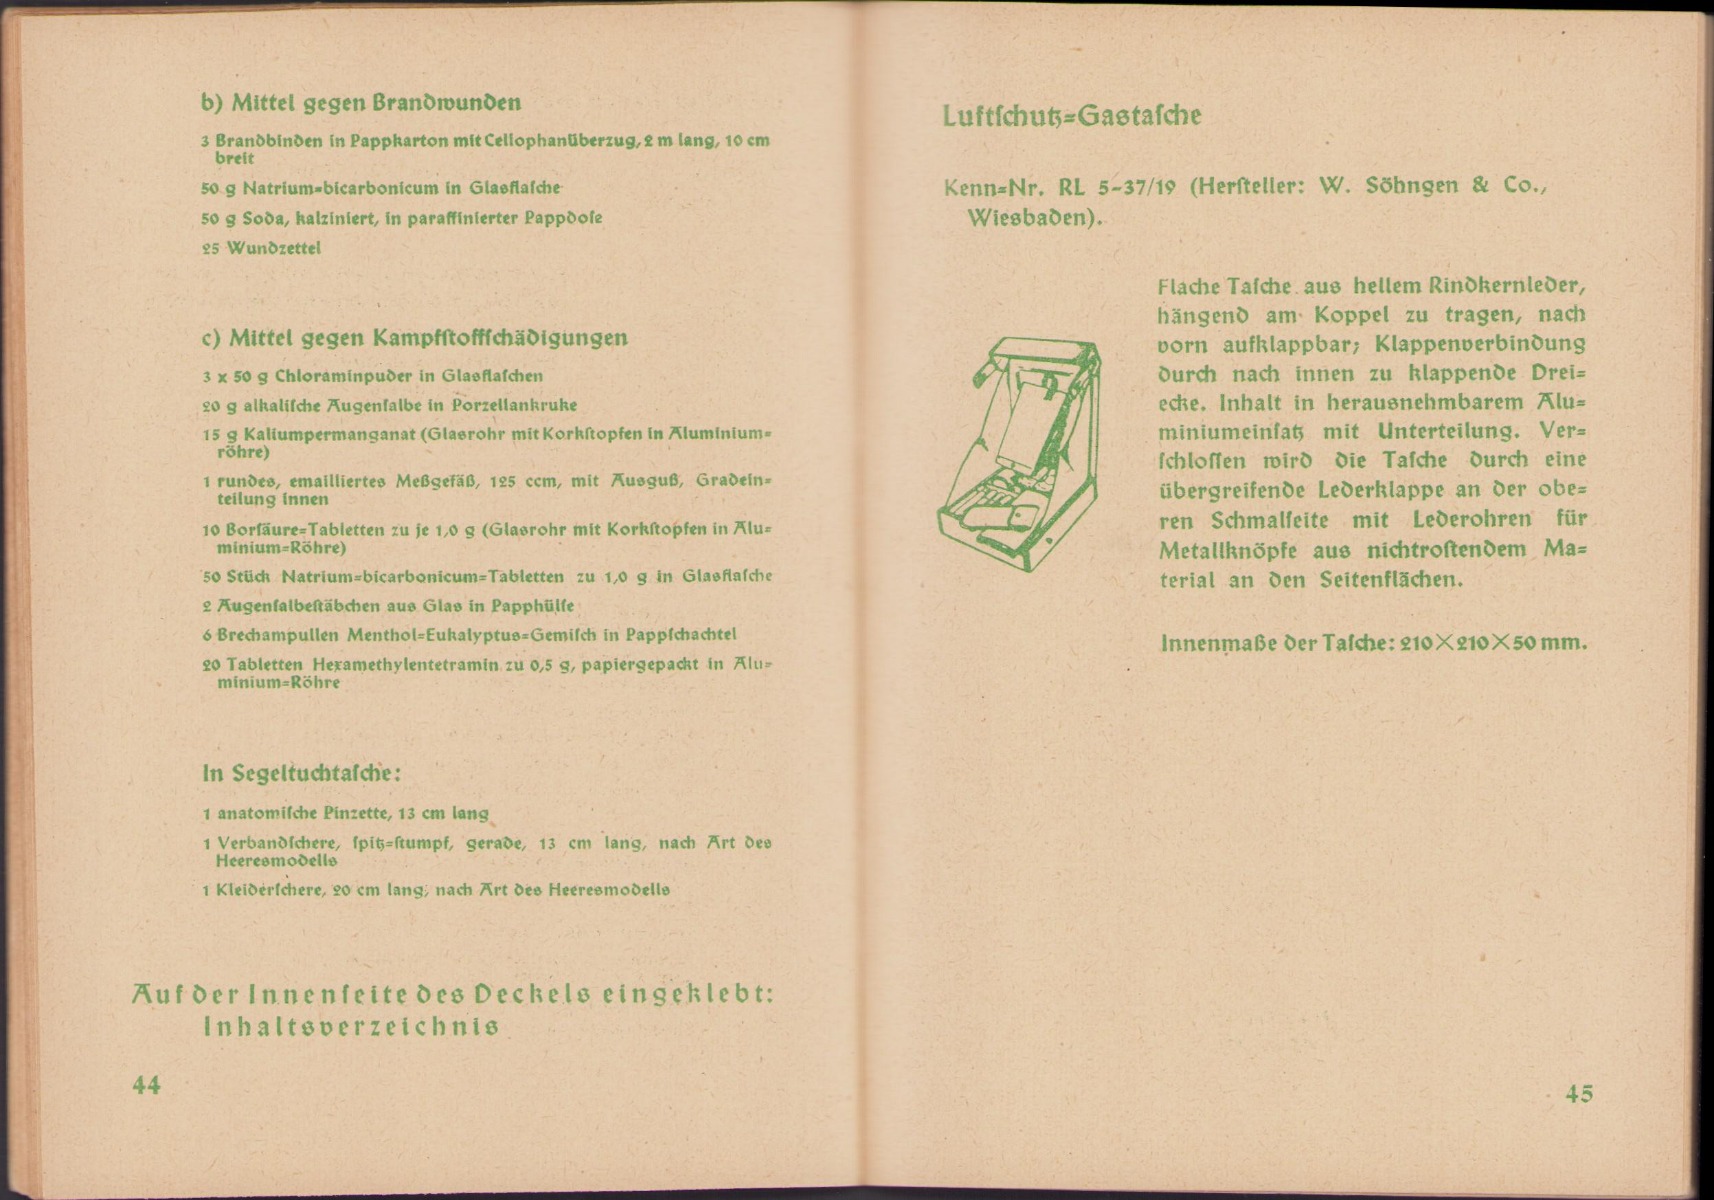 b) Mittel gegen Brandwunden
3 Brandbinden in Pappkarton mit Cellophanüberzug, 2 m lang, 10 cm
breit
50 g Natrium=bicarbonicum in Glasflaſche
50 g Soda, kalziniert, in paraffinierter Pappdoſe
25 Wundzettel
c) Mittel gegen Kampfſtoffſchädigungen
3 x 50 g Chloraminpuder in Glasflaſchen
20 g alkaliſche Augenſalbe in Porzellankruke
15 g Kaliumpermanganat (Glasrohr mit Korkſtopfen in Aluminium=
röhre)
1 rundes, emailliertes Meßgefäß, 125 ccm, mit Ausguß, Gradein=
teilung innen
10 Borſäure=Tabletten zu je 1,0 g (Glasrohr mit Korkſtopfen in Alu=
minium=Röhre)
50 Stück Natrium=bicarbonicum=Tabletten zu 1,0 g in Glasflaſche
2 Augenſalbeſtäbchen aus Glas in Papphülſe
6 Brechampullen Menthol=Eukalyptus=Gemiſch in Pappſchachtel
20 Tabletten Hexamethylentetramin zu 0,5 g, papiergepackt in Alu=
minium=Röhre
In Segeltuchtaſche:
1 anatomiſche Pinzette, 13 cm lang
1 Verbandſchere, ſpitz=ſtumpf, gerade, 13 cm lang, nach Art des
Heeresmodells
1 Kleiderſchere, 20 cm lang, nach Art des Heeresmodells
Auf der Innenſeite des Deckels eingeklebt:
Inhaltsverzeichnis
44
Luftſchutz=Gastaſche
Kenn=Nr. RL 5-37/19 (Herſteller: W. Söhngen & Co.,
Wiesbaden).
Flache Taſche aus hellem Rindkernleder,
hängend am Koppel zu tragen, nach
vorn aufklappbar; Klappenverbindung
durch nach innen zu klappende Drei=
ecke. Inhalt in herausnehmbarem Alu=
miniumeinſatz mit Unterteilung. Ver=
ſchloſſen wird die Taſche durch eine
übergreifende Lederklappe an der obe=
ren Schmalſeite mit Lederohren für
Metallknöpfe aus nichtroſtendem Ma=
terial an den Seitenflächen.
Innenmaße der Taſche: 210×210×50 mm.
45